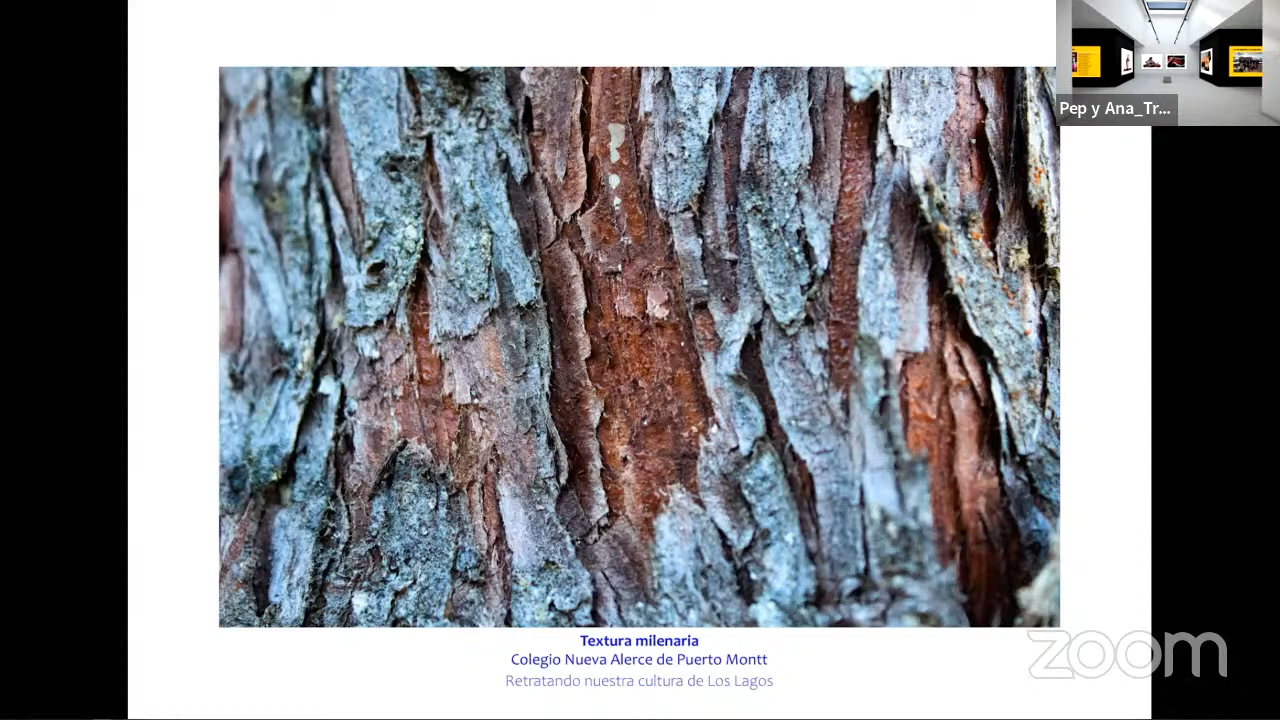 Pep y Ana_Tr...
Textura milenaria
Colegio Nueva Alerce de Puerto Montt
Retratando nuestra cultura de Los Lagos
zoom